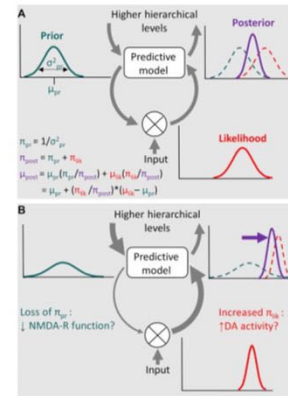 A
Higher hierarchical
levels
Prior
Posterior
σ²pr
Predictive
model
μpr
Likelihood
Input
πpr = 1/σ²pr
πpost = πpr + πlik
μpost = μpr(πpr/πpost) + μlik(πlik/πpost)
= μpr + (πlik/πpost)*(μlik − μpr)
B
Higher hierarchical
levels
Predictive
model
Loss of πpr :
↓ NMDA-R function?
Increased πlik :
↑DA activity?
Input